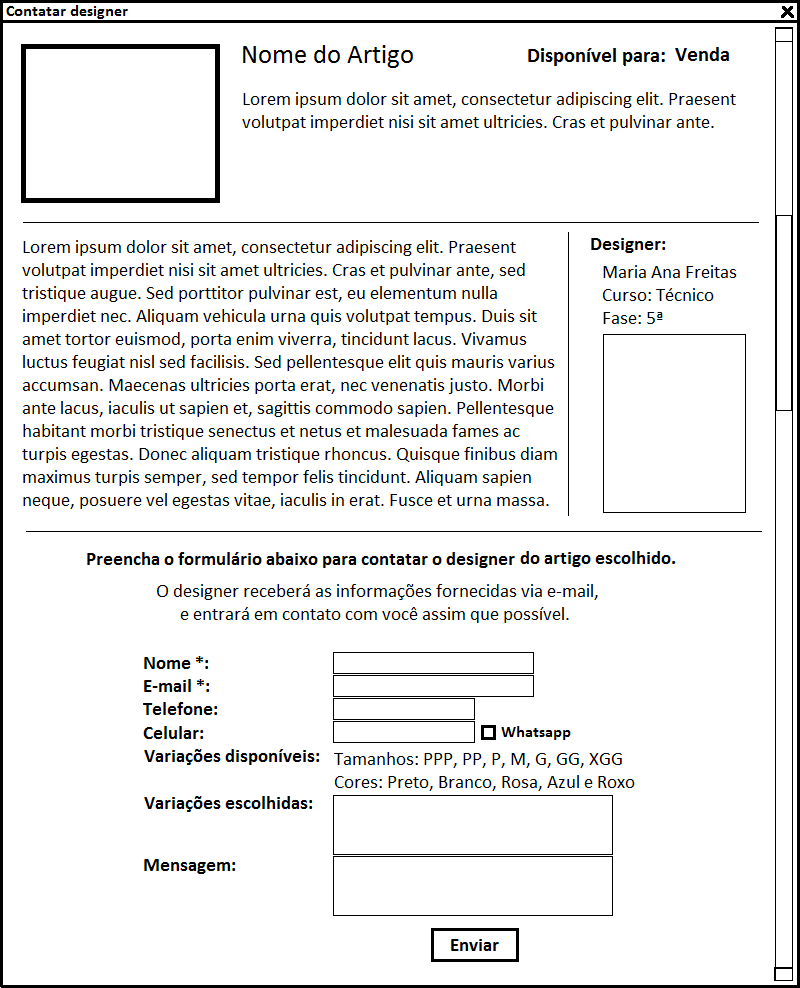 Contatar designer
Nome do Artigo
Disponível para: Venda
Lorem ipsum dolor sit amet, consectetur adipiscing elit. Praesent
volutpat imperdiet nisi sit amet ultricies. Cras et pulvinar ante.
Lorem ipsum dolor sit amet, consectetur adipiscing elit. Praesent
volutpat imperdiet nisi sit amet ultricies. Cras et pulvinar ante, sed
tristique augue. Sed porttitor pulvinar est, eu elementum nulla
imperdiet nec. Aliquam vehicula urna quis volutpat tempus. Duis sit
amet tortor euismod, porta enim viverra, tincidunt lacus. Vivamus
luctus feugiat nisl sed facilisis. Sed pellentesque elit quis mauris varius
accumsan. Maecenas ultricies porta erat, nec venenatis justo. Morbi
ante lacus, iaculis ut sapien et, sagittis commodo sapien. Pellentesque
habitant morbi tristique senectus et netus et malesuada fames ac
turpis egestas. Donec aliquam tristique rhoncus. Quisque finibus diam
maximus turpis semper, sed tempor felis tincidunt. Aliquam sapien
neque, posuere vel egestas vitae, iaculis in erat. Fusce et urna massa.
Designer:
Maria Ana Freitas
Curso: Técnico
Fase: 5ª
Preencha o formulário abaixo para contatar o designer do artigo escolhido.
O designer receberá as informações fornecidas via e-mail,
e entrará em contato com você assim que possível.
Nome *:
E-mail *:
Telefone:
Celular:
Whatsapp
Variações disponíveis:
Tamanhos: PPP, PP, P, M, G, GG, XGG
Cores: Preto, Branco, Rosa, Azul e Roxo
Variações escolhidas:
Mensagem:
Enviar